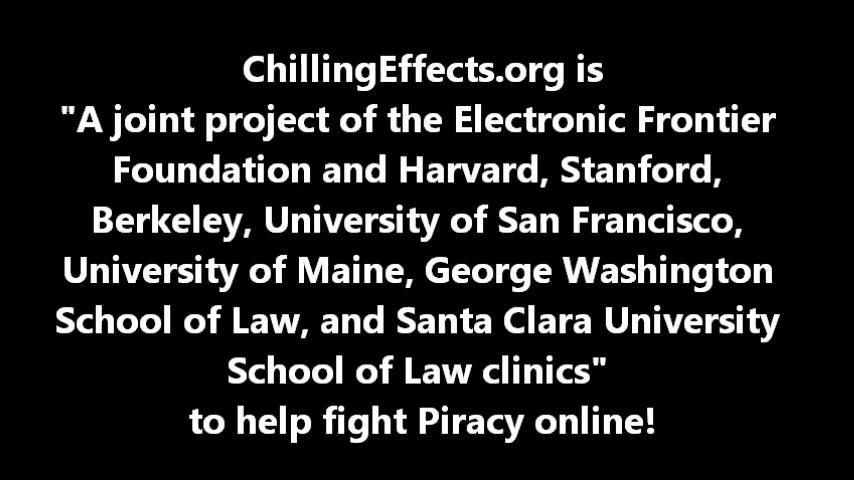 ChillingEffects.org is
"A joint project of the Electronic Frontier
Foundation and Harvard, Stanford,
Berkeley, University of San Francisco,
University of Maine, George Washington
School of Law, and Santa Clara University
School of Law clinics"
to help fight Piracy online!